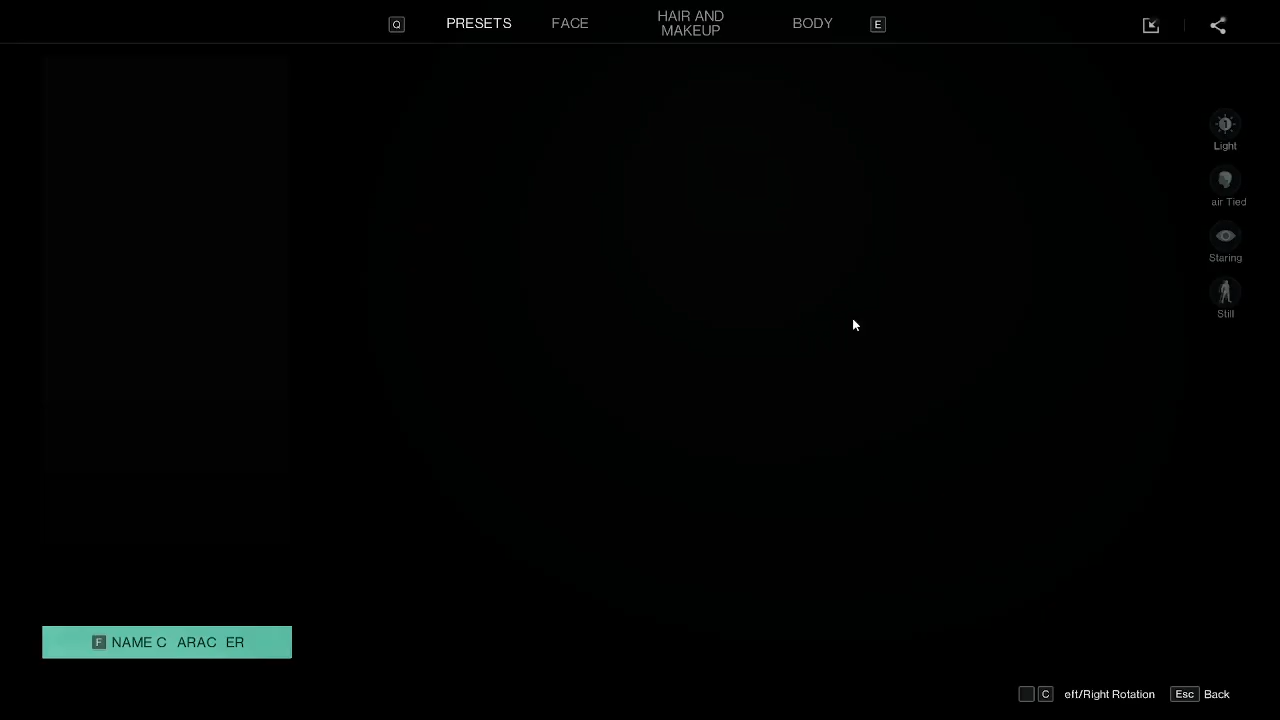 Q PRESETS FACE HAIR AND MAKEUP BODY E
1
Light
air Tied
Staring
Still
F NAME C ARAC ER
C eft/Right Rotation Esc Back